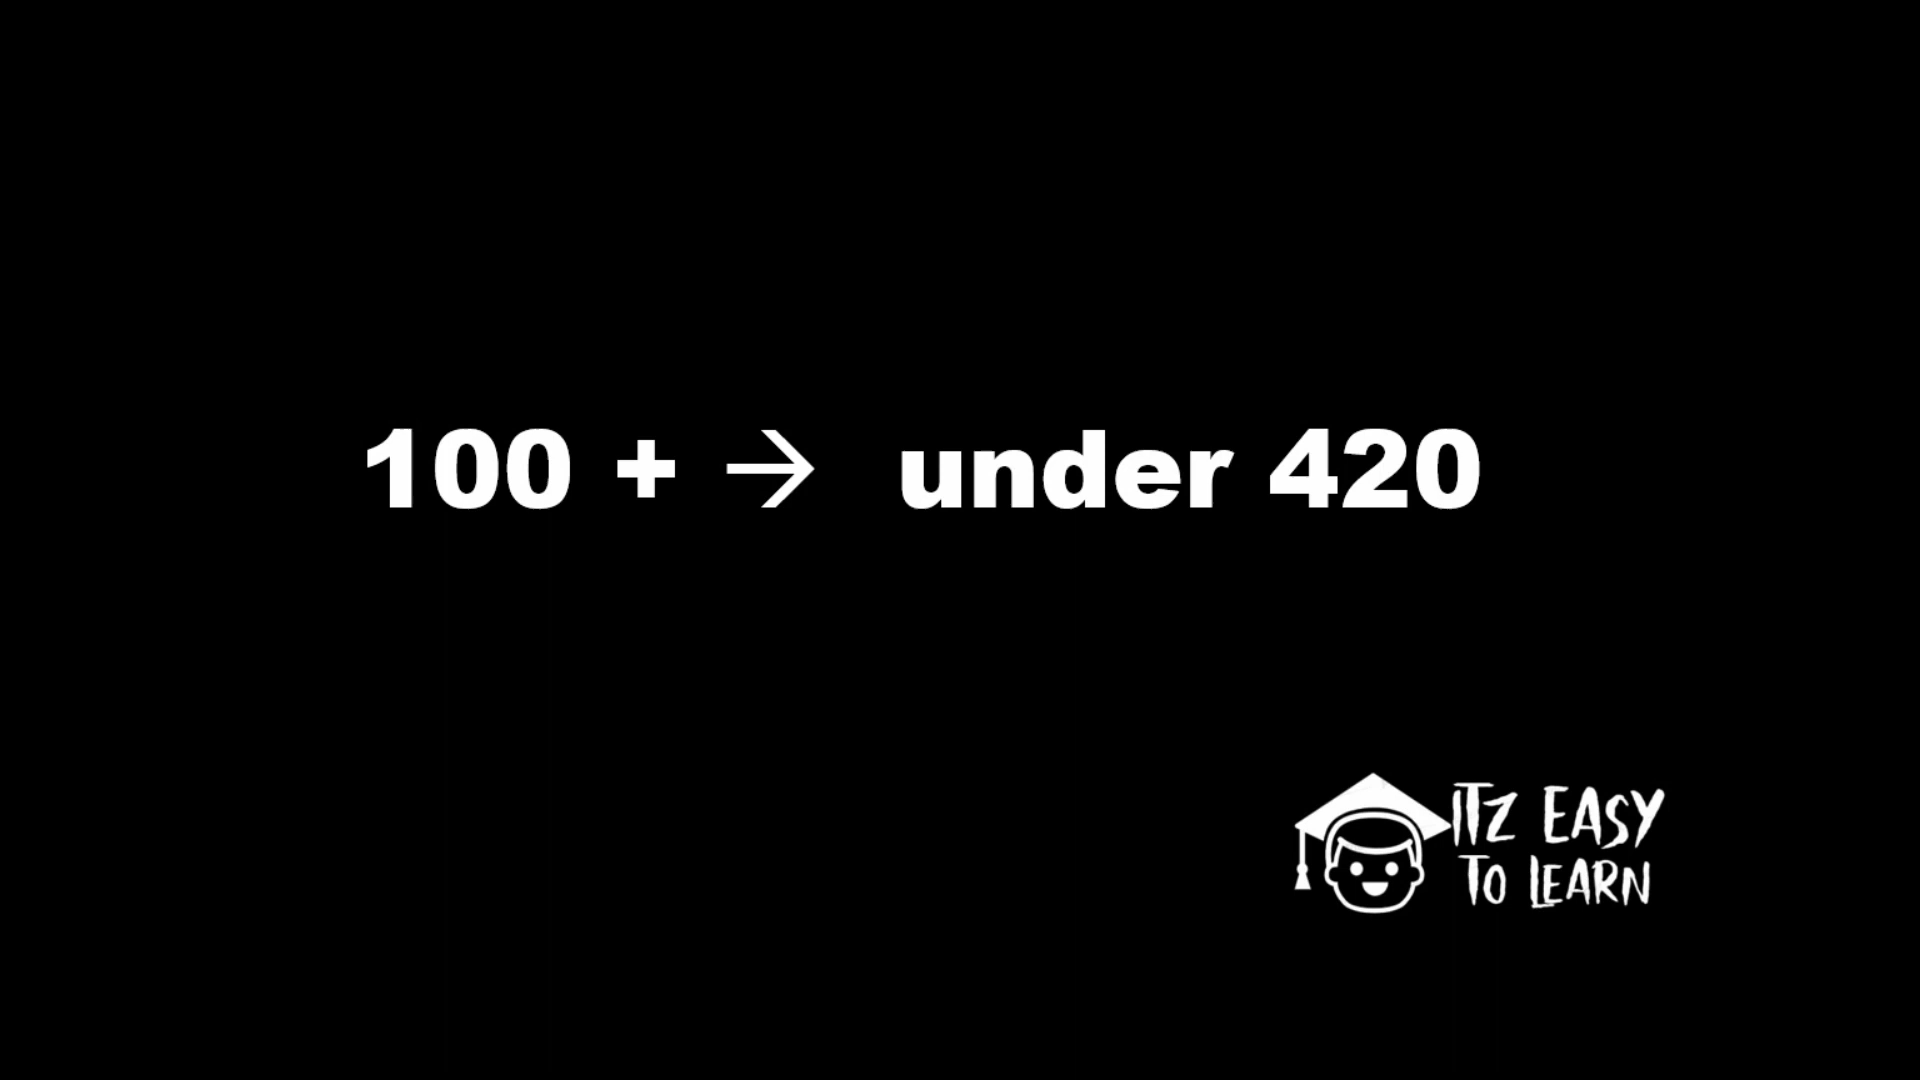 100 + → under 420
ITZ EASY
TO LEARN